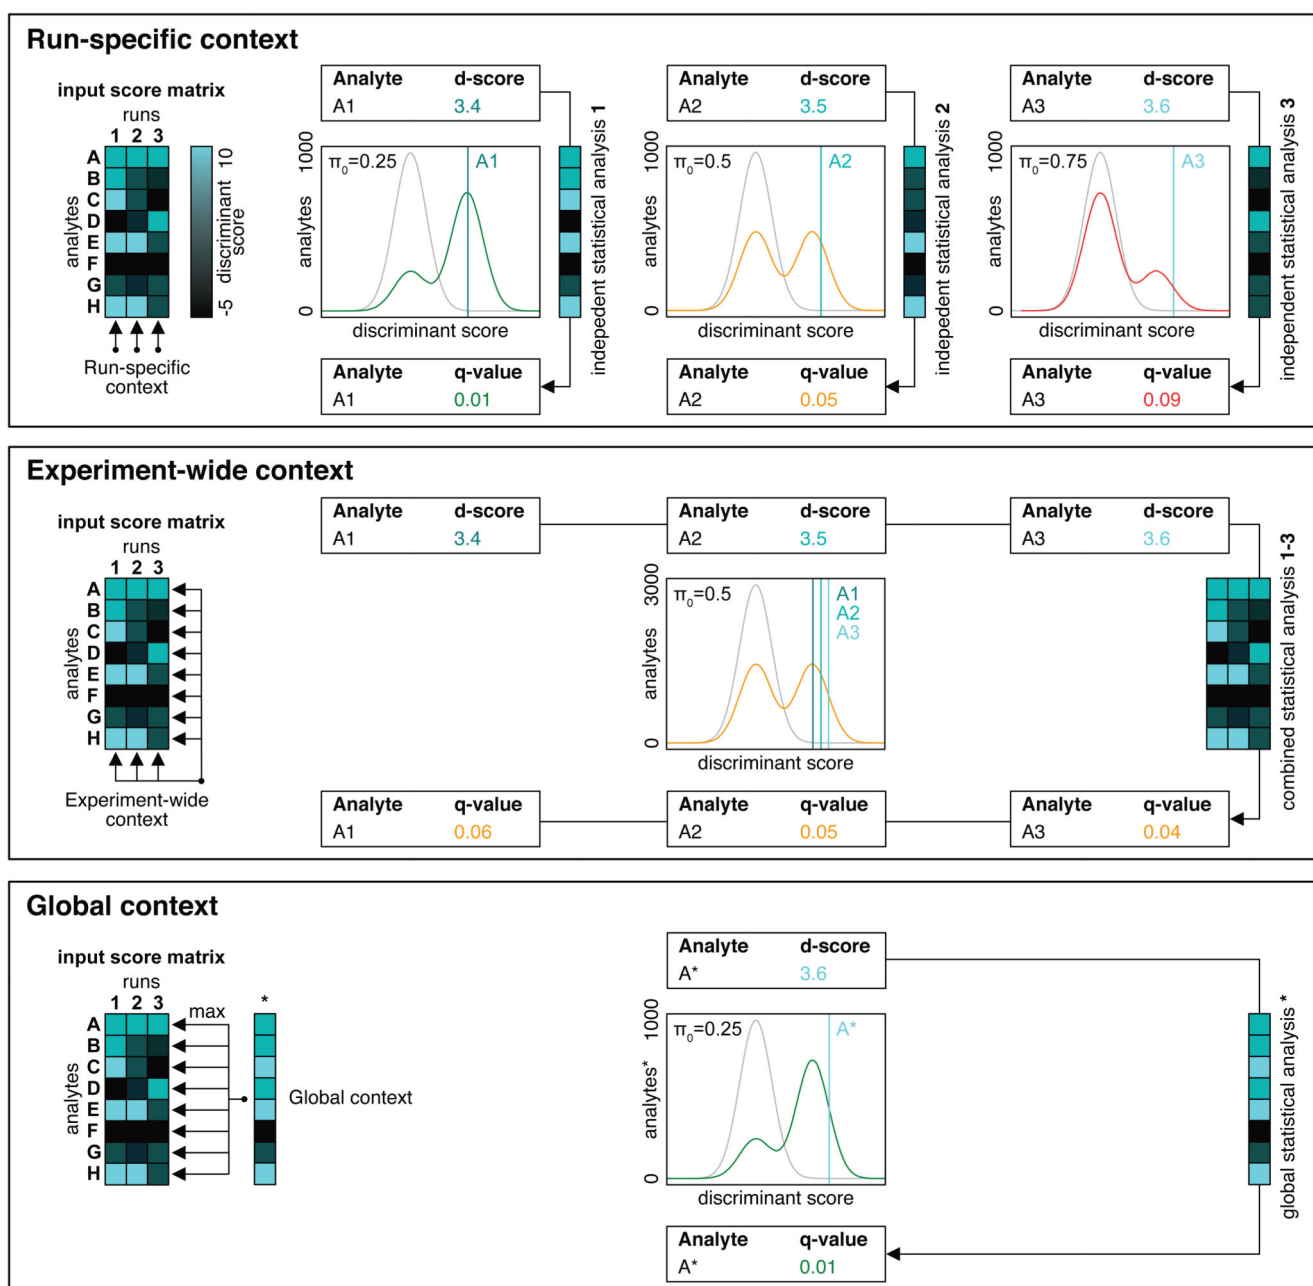 Run-specific context
input score matrix
runs
1 2 3
A
B
C
D
E
F
G
H
analytes
10
discriminant
score
-5
Run-specific
context
Analyte d-score
A1 3.4
1000
analytes
0
π0=0.25
A1
discriminant score
Analyte q-value
A1 0.01
indepedent statistical analysis 1
Analyte d-score
A2 3.5
1000
analytes
0
π0=0.5
A2
discriminant score
Analyte q-value
A2 0.05
independent statistical analysis 2
Analyte d-score
A3 3.6
1000
analytes
0
π0=0.75
A3
discriminant score
Analyte q-value
A3 0.09
independent statistical analysis 3
Experiment-wide context
input score matrix
runs
1 2 3
A
B
C
D
E
F
G
H
analytes
Experiment-wide
context
Analyte d-score
A1 3.4
Analyte d-score
A2 3.5
Analyte d-score
A3 3.6
3000
analytes
0
π0=0.5
A1
A2
A3
discriminant score
combined statistical analysis 1-3
Analyte q-value
A1 0.06
Analyte q-value
A2 0.05
Analyte q-value
A3 0.04
Global context
input score matrix
runs
1 2 3
max
*
A
B
C
D
E
F
G
H
analytes
Global context
Analyte d-score
A* 3.6
1000
analytes*
0
π0=0.25
A*
discriminant score
global statistical analysis *
Analyte q-value
A* 0.01